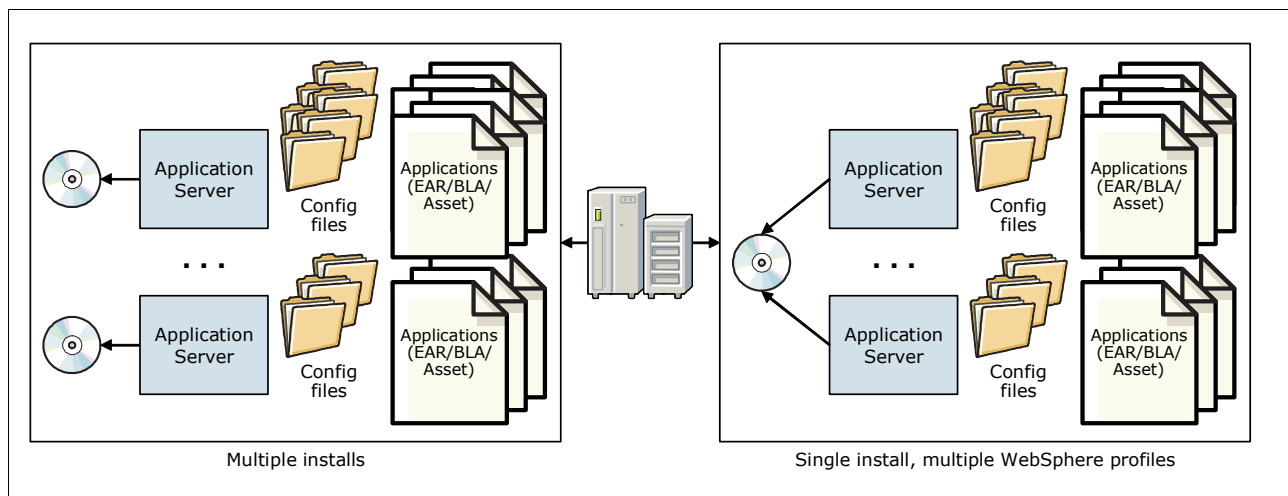 Application
Server
Config
files
Applications
(EAR/BLA/
Asset)
. . .
Application
Server
Config
files
Applications
(EAR/BLA/
Asset)
Multiple installs
Application
Server
Config
files
Applications
(EAR/BLA/
Asset)
. . .
Application
Server
Config
files
Applications
(EAR/BLA/
Asset)
Single install, multiple WebSphere profiles